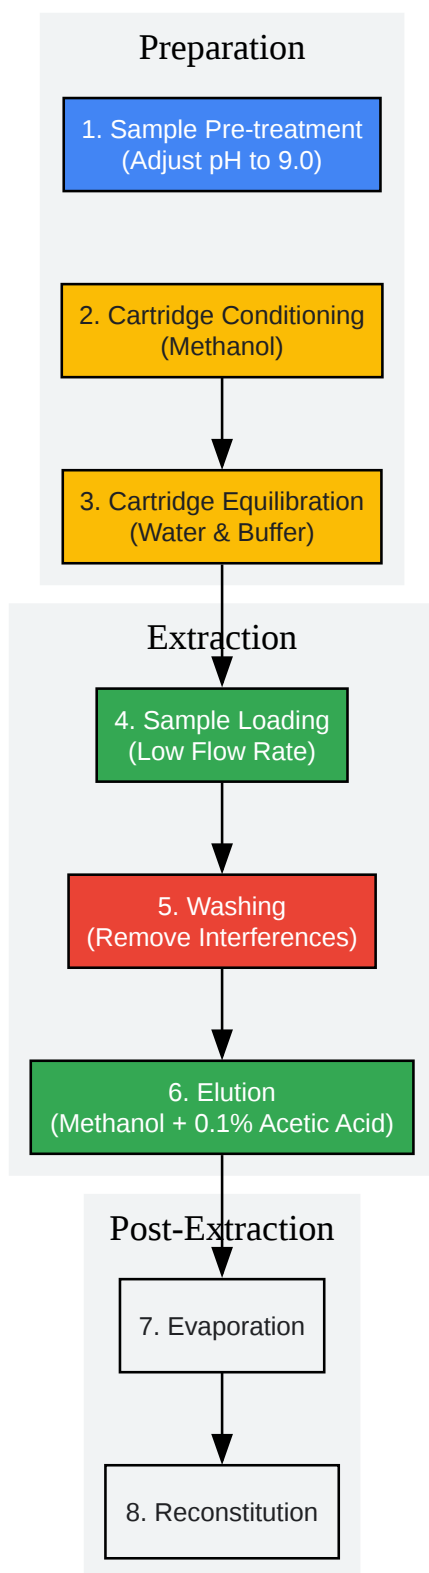 Preparation
1. Sample Pre-treatment
(Adjust pH to 9.0)
2. Cartridge Conditioning
(Methanol)
3. Cartridge Equilibration
(Water & Buffer)
Extraction
4. Sample Loading
(Low Flow Rate)
5. Washing
(Remove Interferences)
6. Elution
(Methanol + 0.1% Acetic Acid)
Post-Extraction
7. Evaporation
8. Reconstitution